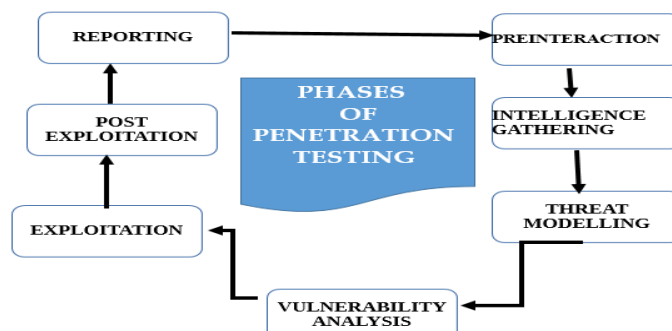 REPORTING
PREINTERACTION
PHASES
OF
PENETRATION
TESTING
POST
EXPLOITATION
INTELLIGENCE
GATHERING
EXPLOITATION
THREAT
MODELLING
VULNERABILITY
ANALYSIS